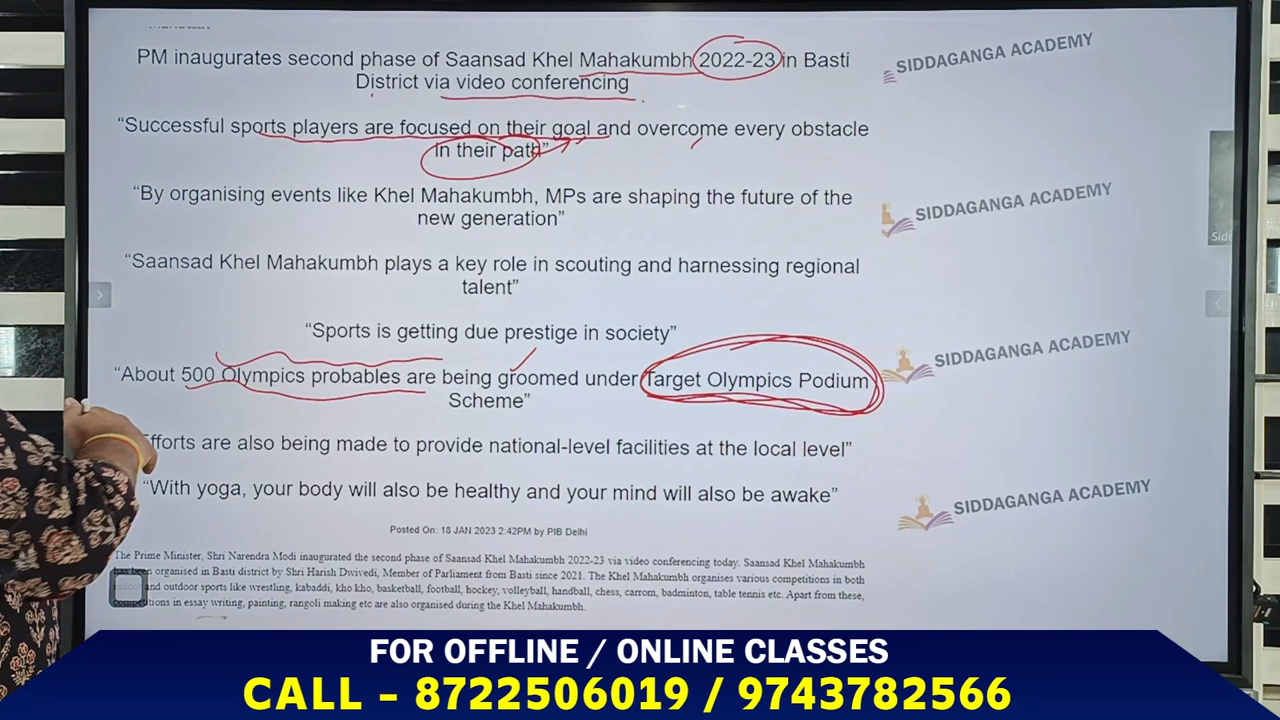 PM inaugurates second phase of Saansad Khel Mahakumbh 2022-23 in Basti
District via video conferencing
“Successful sports players are focused on their goal and overcome every obstacle
in their path”
“By organising events like Khel Mahakumbh, MPs are shaping the future of the
new generation”
“Saansad Khel Mahakumbh plays a key role in scouting and harnessing regional
talent”
“Sports is getting due prestige in society”
“About 500 Olympics probables are being groomed under Target Olympics Podium
Scheme”
Efforts are also being made to provide national-level facilities at the local level”
“With yoga, your body will also be healthy and your mind will also be awake”
Posted On: 18 JAN 2023 2:42PM by PIB Delhi
The Prime Minister, Shri Narendra Modi inaugurated the second phase of Saansad Khel Mahakumbh 2022-23 via video conferencing today. Saansad Khel Mahakumbh
has been organised in Basti district by Shri Harish Dwivedi, Member of Parliament from Basti since 2021. The Khel Mahakumbh organises various competitions in both
indoor and outdoor sports like wrestling, kabaddi, kho kho, basketball, football, hockey, volleyball, handball, chess, carrom, badminton, table tennis etc. Apart from these,
competitions in essay writing, painting, rangoli making etc are also organised during the Khel Mahakumbh.
SIDDAGANGA ACADEMY
SIDDAGANGA ACADEMY
SIDDAGANGA ACADEMY
SIDDAGANGA ACADEMY
FOR OFFLINE / ONLINE CLASSES
CALL - 8722506019 / 9743782566